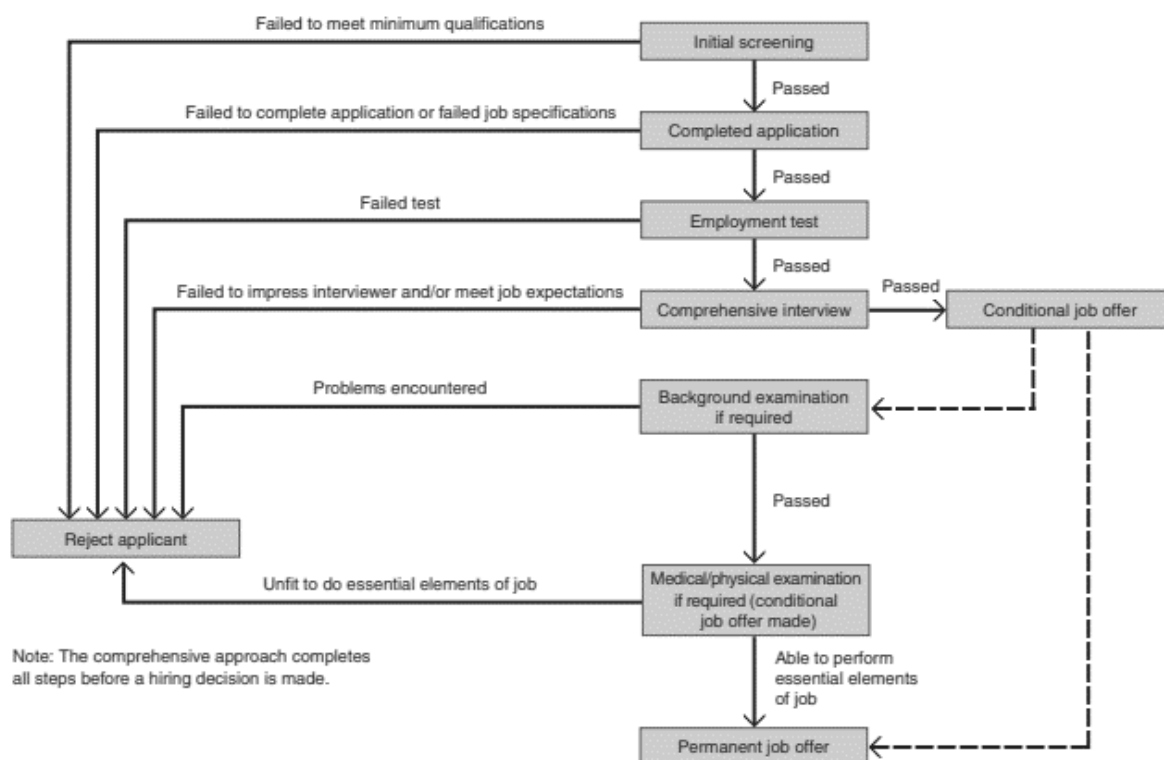 Failed to meet minimum qualifications
Initial screening
Passed
Failed to complete application or failed job specifications
Completed application
Passed
Failed test
Employment test
Passed
Failed to impress interviewer and/or meet job expectations
Comprehensive interview
Passed
Conditional job offer
Problems encountered
Background examination
if required
Passed
Reject applicant
Unfit to do essential elements of job
Medical/physical examination
if required (conditional
job offer made)
Note: The comprehensive approach completes
all steps before a hiring decision is made.
Able to perform
essential elements
of job
Permanent job offer